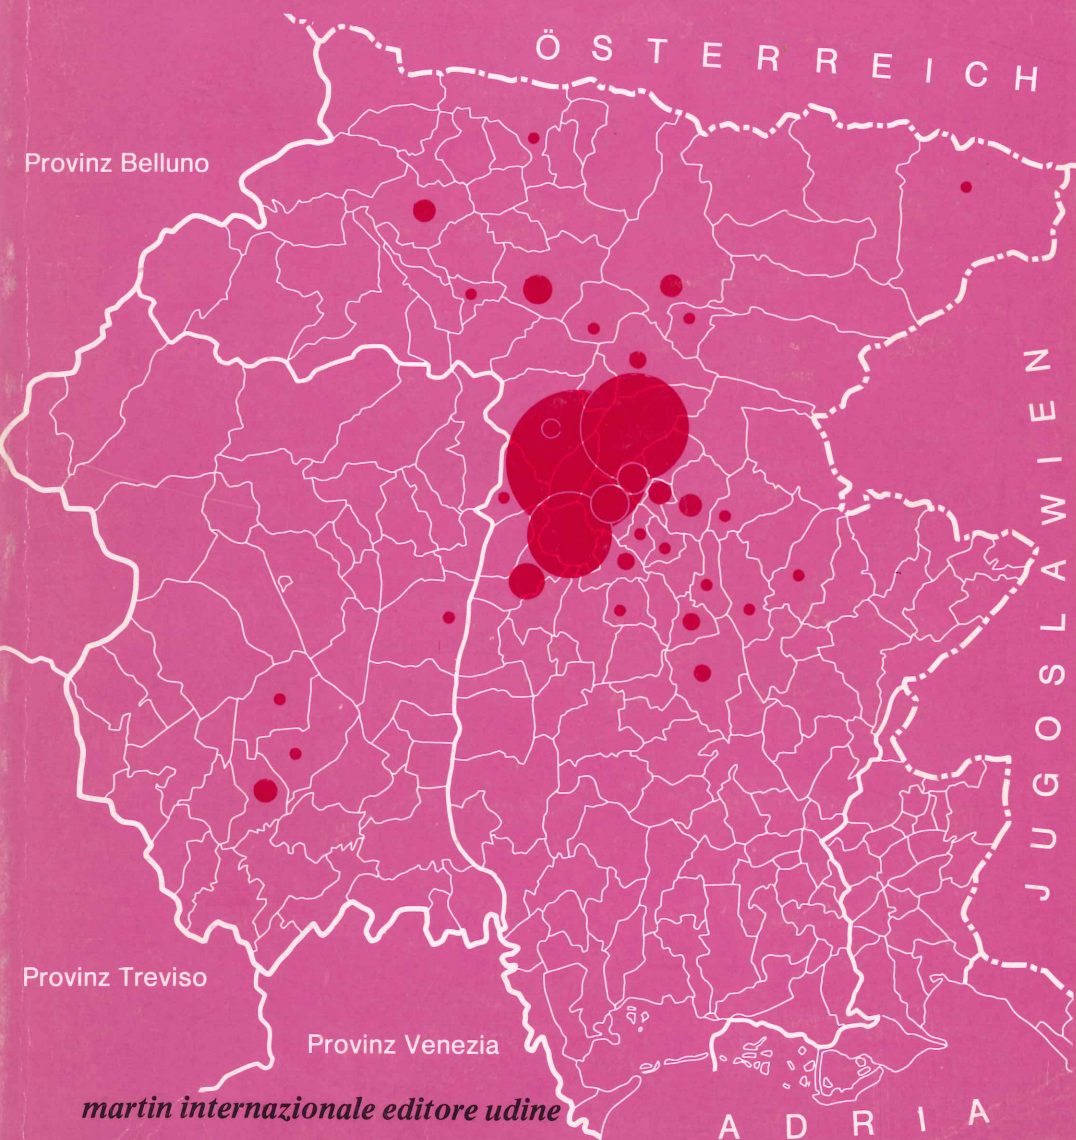 ÖSTERREICH
Provinz Belluno
JUGOSLAWIEN
Provinz Treviso
Provinz Venezia
martin internazionale editore udine
ADRIA